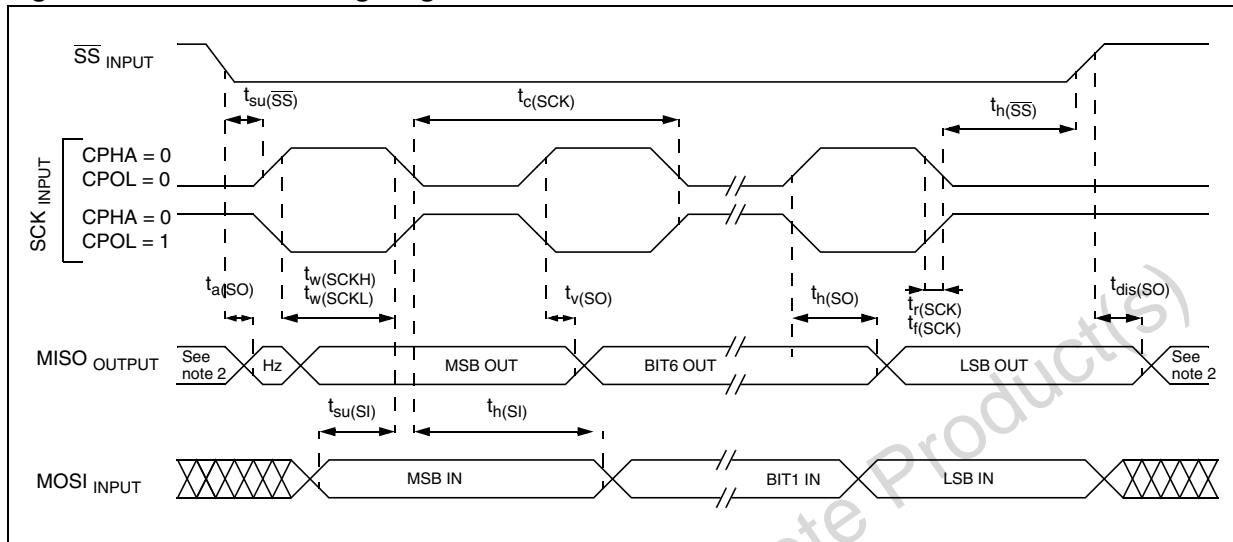 SS INPUT
tsu(SS)
tc(SCK)
th(SS)
SCK INPUT
CPHA = 0
CPOL = 0
CPHA = 0
CPOL = 1
ta(SO)
tw(SCKH)
tw(SCKL)
tv(SO)
th(SO)
tr(SCK)
tf(SCK)
tdis(SO)
MISO OUTPUT
See note 2
Hz
MSB OUT
BIT6 OUT
LSB OUT
See note 2
tsu(SI)
th(SI)
MOSI INPUT
MSB IN
BIT1 IN
LSB IN
Product(s)